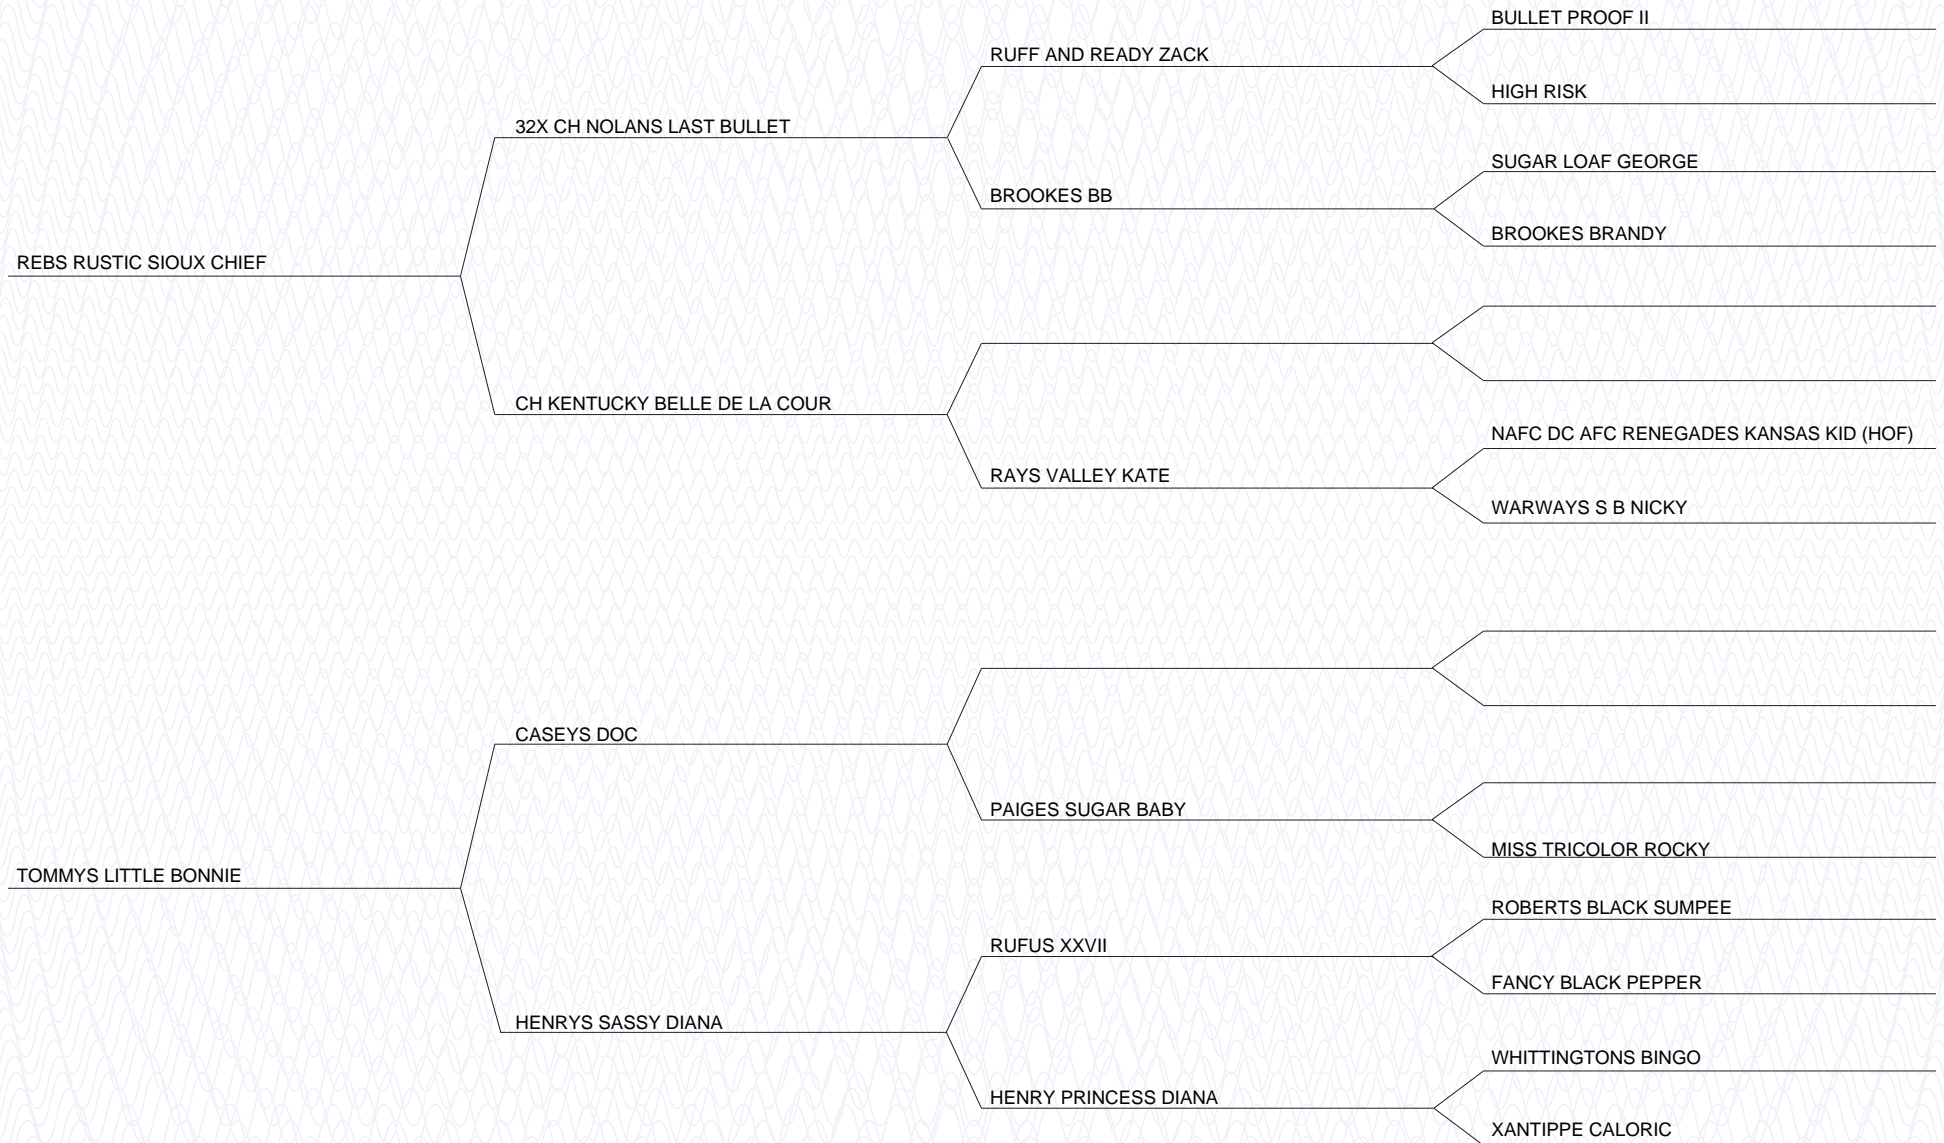 BULLET PROOF II
RUFF AND READY ZACK
HIGH RISK
32X CH NOLANS LAST BULLET
SUGAR LOAF GEORGE
BROOKES BB
BROOKES BRANDY
REBS RUSTIC SIOUX CHIEF
CH KENTUCKY BELLE DE LA COUR
NAFC DC AFC RENEGADES KANSAS KID (HOF)
RAYS VALLEY KATE
WARWAYS S B NICKY
CASEYS DOC
PAIGES SUGAR BABY
MISS TRICOLOR ROCKY
TOMMYS LITTLE BONNIE
ROBERTS BLACK SUMPEE
RUFUS XXVII
FANCY BLACK PEPPER
HENRYS SASSY DIANA
WHITTINGTONS BINGO
HENRY PRINCESS DIANA
XANTIPPE CALORIC